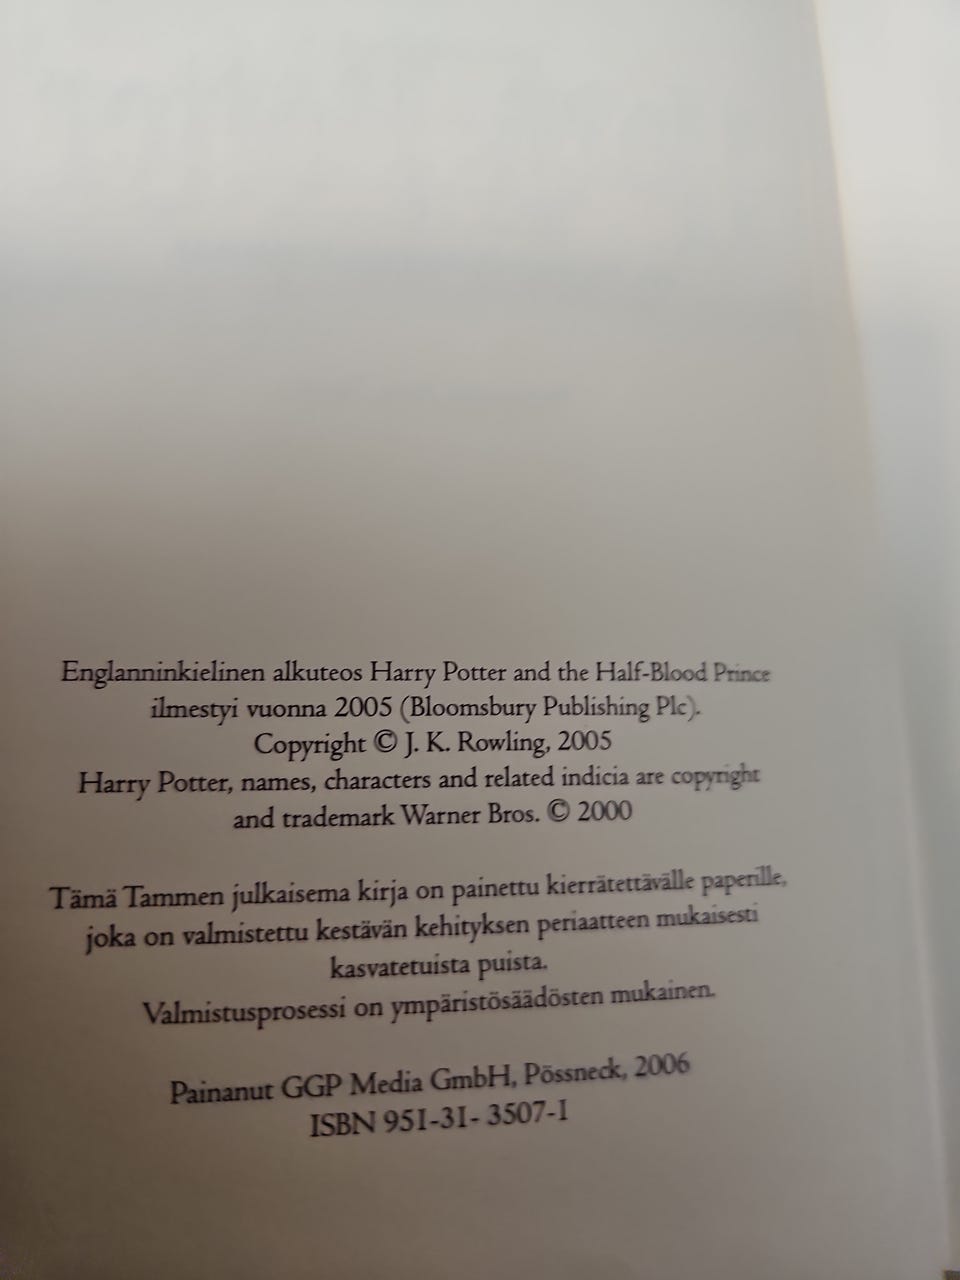 Englanninkielinen alkuteos Harry Potter and the Half-Blood Prince
ilmestyi vuonna 2005 (Bloomsbury Publishing Plc).
Copyright © J. K. Rowling, 2005
Harry Potter, names, characters and related indicia are copyright
and trademark Warner Bros. © 2000
Tämä Tammen julkaisema kirja on painettu kierrätettävälle paperille,
joka on valmistettu kestävän kehityksen periaatteen mukaisesti
kasvatetuista puista.
Valmistusprosessi on ympäristösäädösten mukainen.
Painanut GGP Media GmbH, Pössneck, 2006
ISBN 951-31- 3507-1